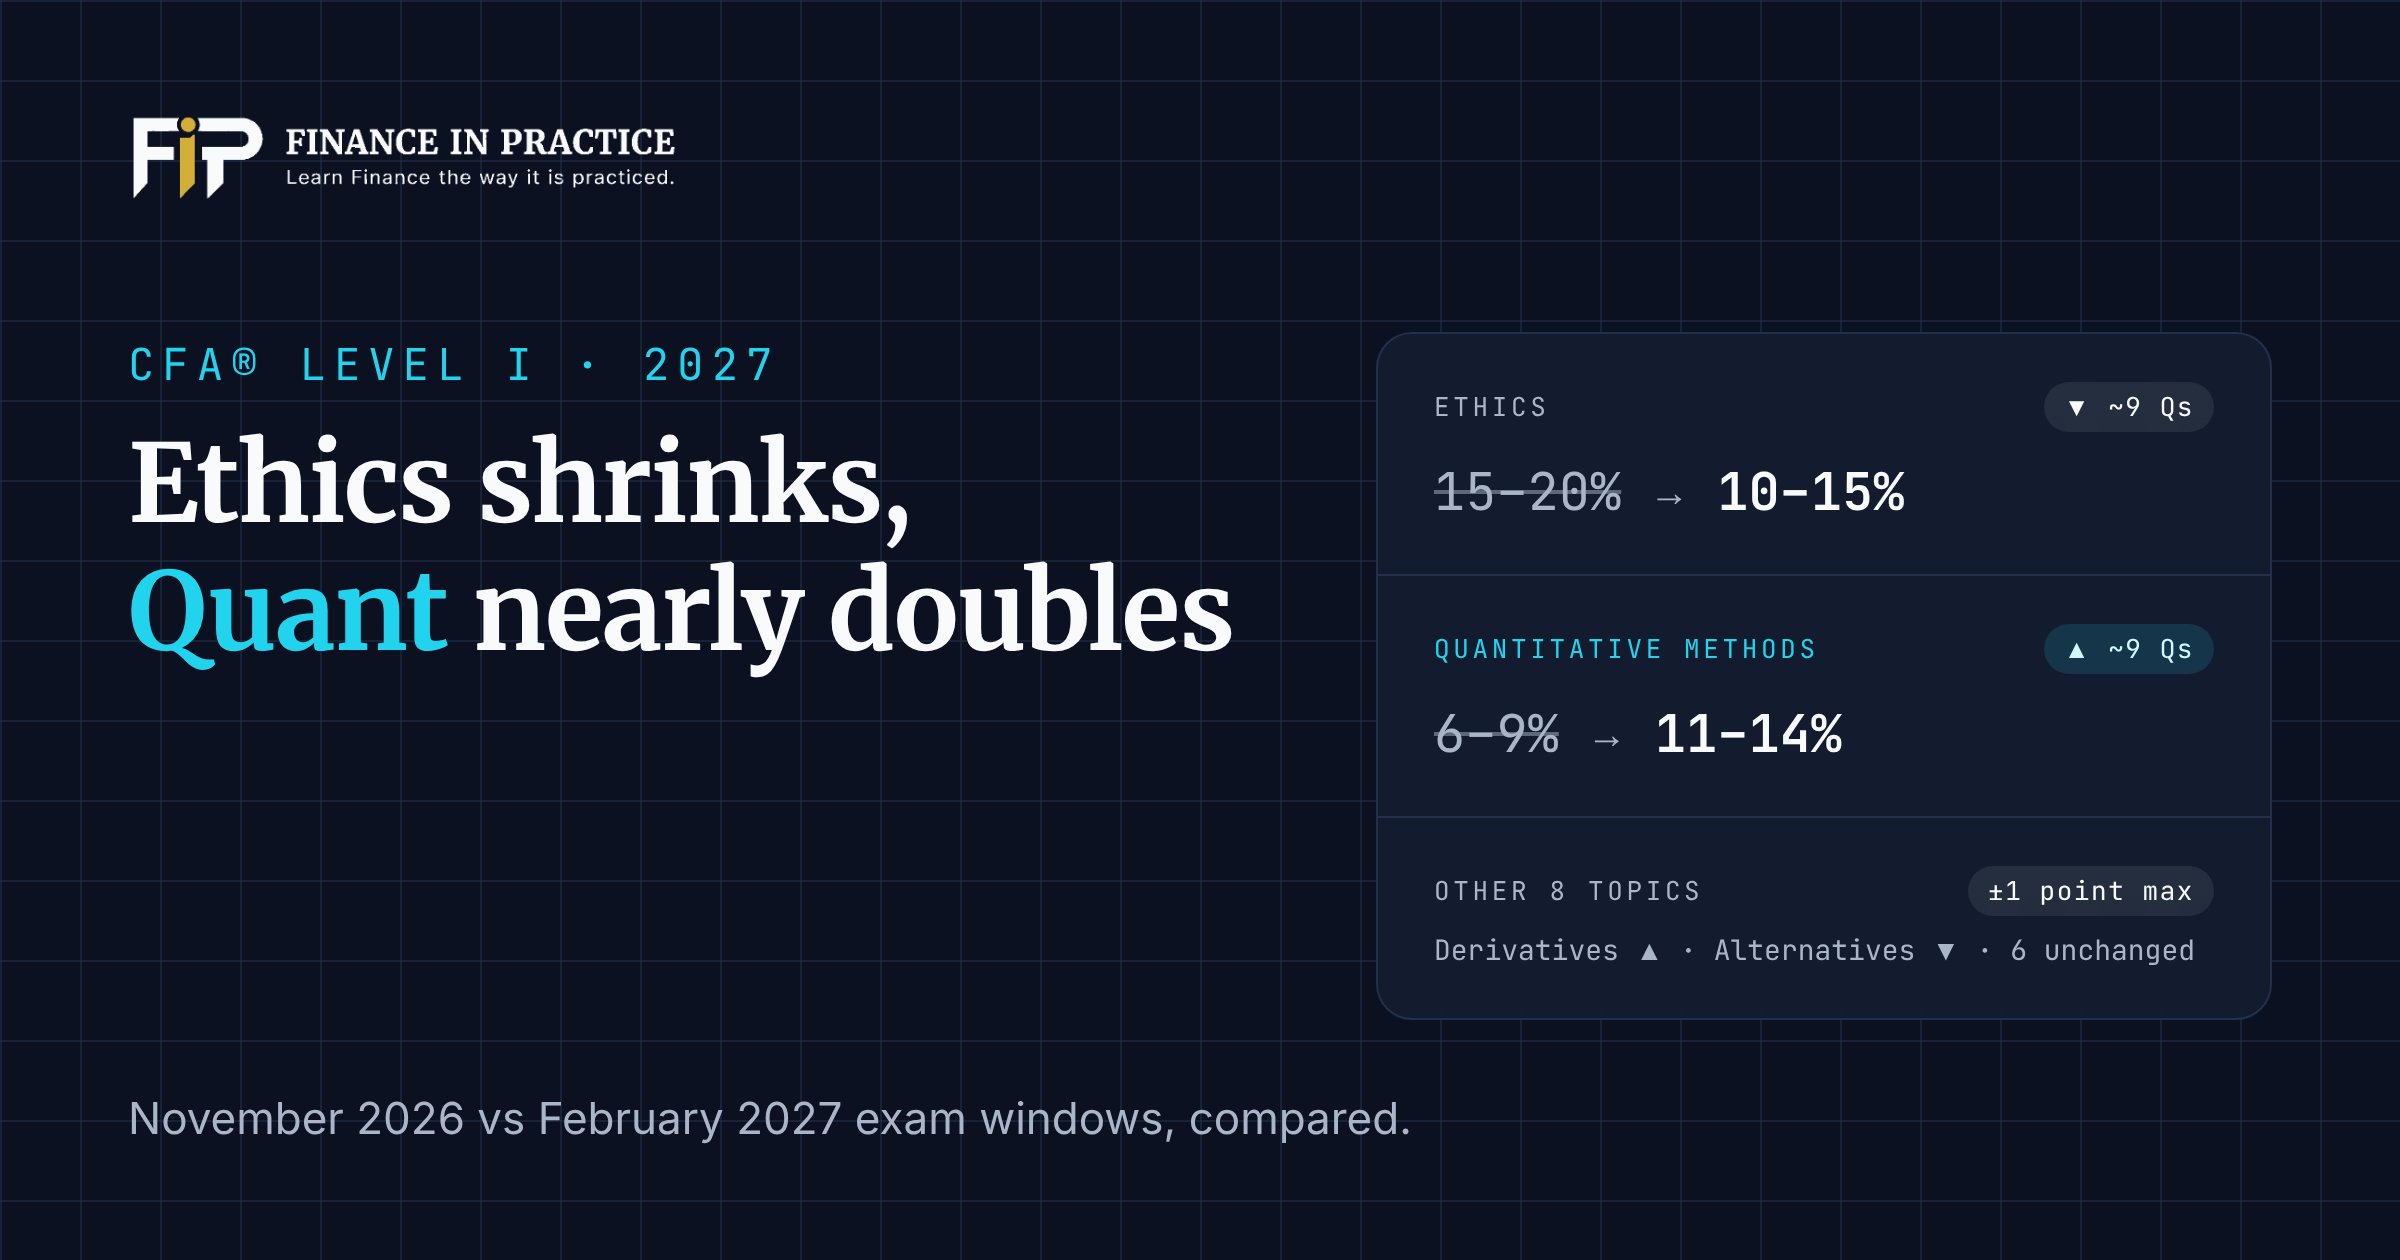 FiP
FINANCE IN PRACTICE
Learn Finance the way it is practiced.
CFA® LEVEL I · 2027
Ethics shrinks,
Quant nearly doubles
ETHICS
▼ ~9 Qs
15–20% → 10–15%
QUANTITATIVE METHODS
▲ ~9 Qs
6–9% → 11–14%
OTHER 8 TOPICS
±1 point max
Derivatives ▲ · Alternatives ▼ · 6 unchanged
November 2026 vs February 2027 exam windows, compared.